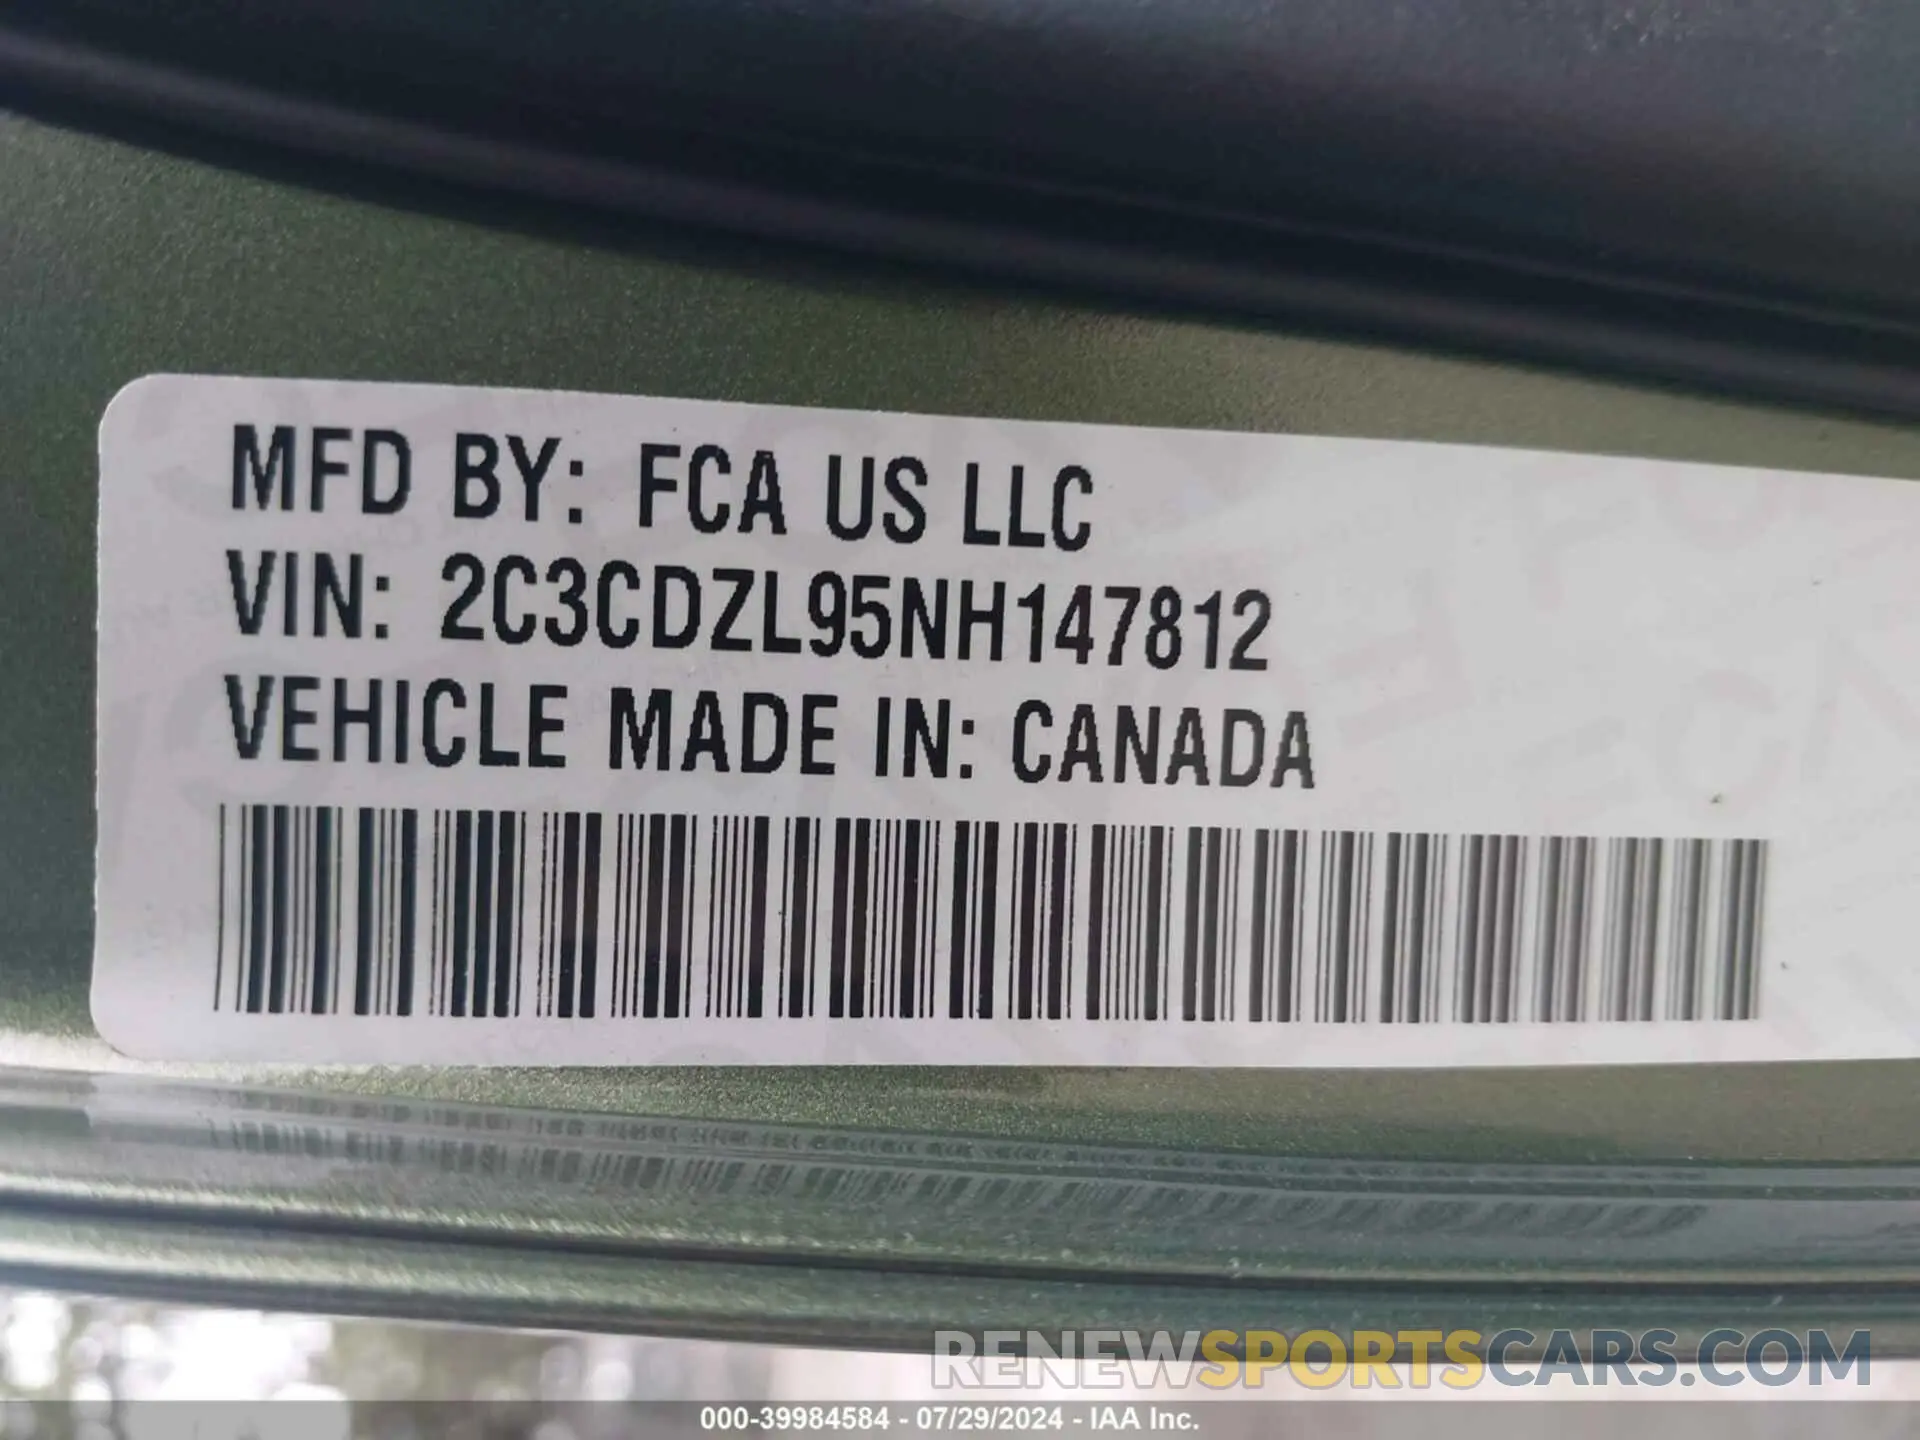 MFD BY: FCA US LLC
VIN: 2C3CDZL95NH147812
VEHICLE MADE IN: CANADA
RENEWSPORTSCARS.COM
000-39984584 - 07/29/2024 - IAA Inc.